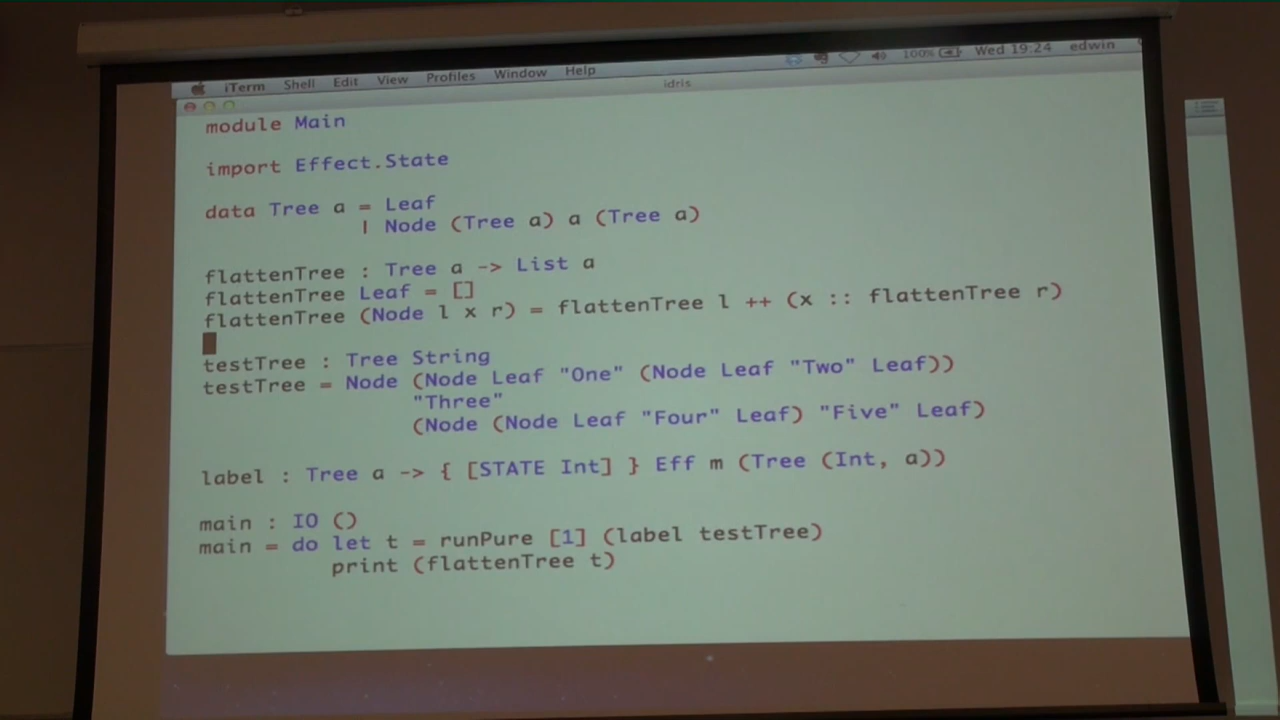 iTerm Shell Edit View Profiles Window Help 100% Wed 19:24 edwin
idris
module Main
import Effect.State
data Tree a = Leaf
| Node (Tree a) a (Tree a)
flattenTree : Tree a -> List a
flattenTree Leaf = []
flattenTree (Node l x r) = flattenTree l ++ (x :: flattenTree r)
testTree : Tree String
testTree = Node (Node Leaf "One" (Node Leaf "Two" Leaf))
"Three"
(Node (Node Leaf "Four" Leaf) "Five" Leaf)
label : Tree a -> { [STATE Int] } Eff m (Tree (Int, a))
main : IO ()
main = do let t = runPure [1] (label testTree)
print (flattenTree t)